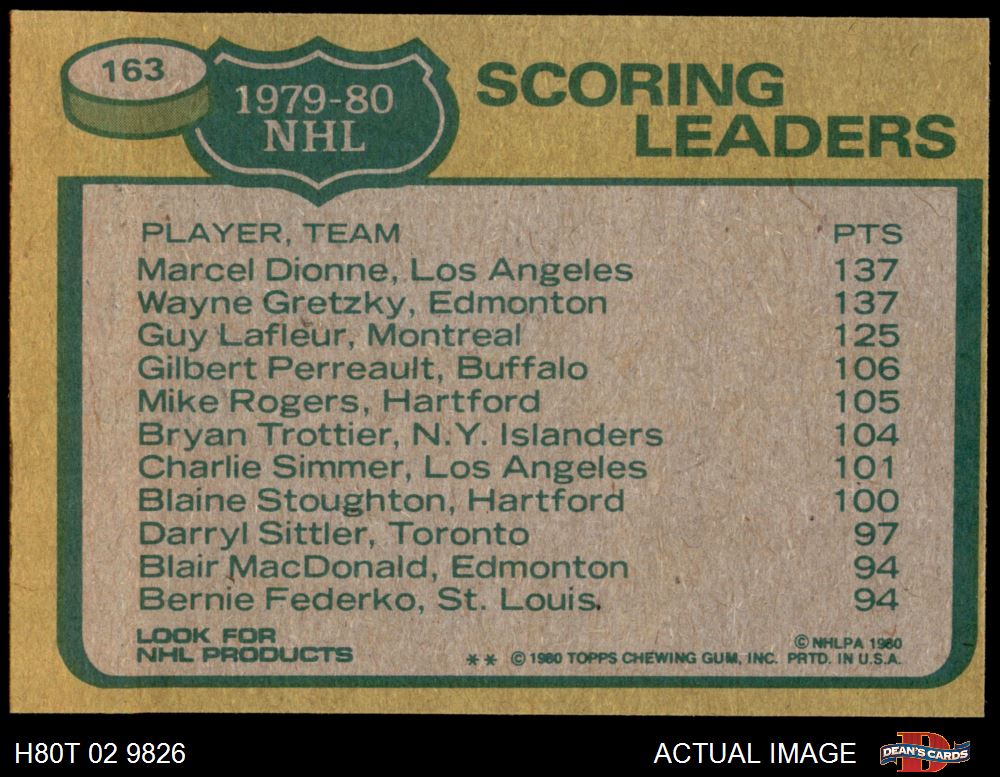 163
1979-80
NHL
SCORING
LEADERS
PLAYER, TEAM PTS
Marcel Dionne, Los Angeles 137
Wayne Gretzky, Edmonton 137
Guy Lafleur, Montreal 125
Gilbert Perreault, Buffalo 106
Mike Rogers, Hartford 105
Bryan Trottier, N.Y. Islanders 104
Charlie Simmer, Los Angeles 101
Blaine Stoughton, Hartford 100
Darryl Sittler, Toronto 97
Blair MacDonald, Edmonton 94
Bernie Federko, St. Louis. 94
LOOK FOR
NHL PRODUCTS
© NHLPA 1980
** © 1980 TOPPS CHEWING GUM, INC. PRTD. IN U.S.A.
H80T 02 9826 ACTUAL IMAGE DEAN'S CARDS